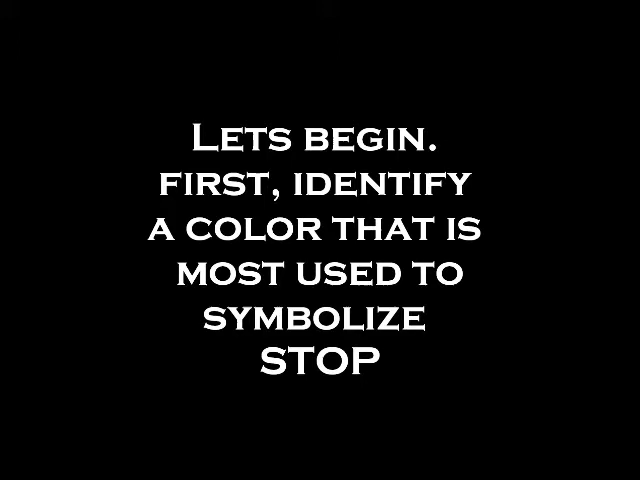 LETS BEGIN.
FIRST, IDENTIFY
A COLOR THAT IS
MOST USED TO
SYMBOLIZE
STOP